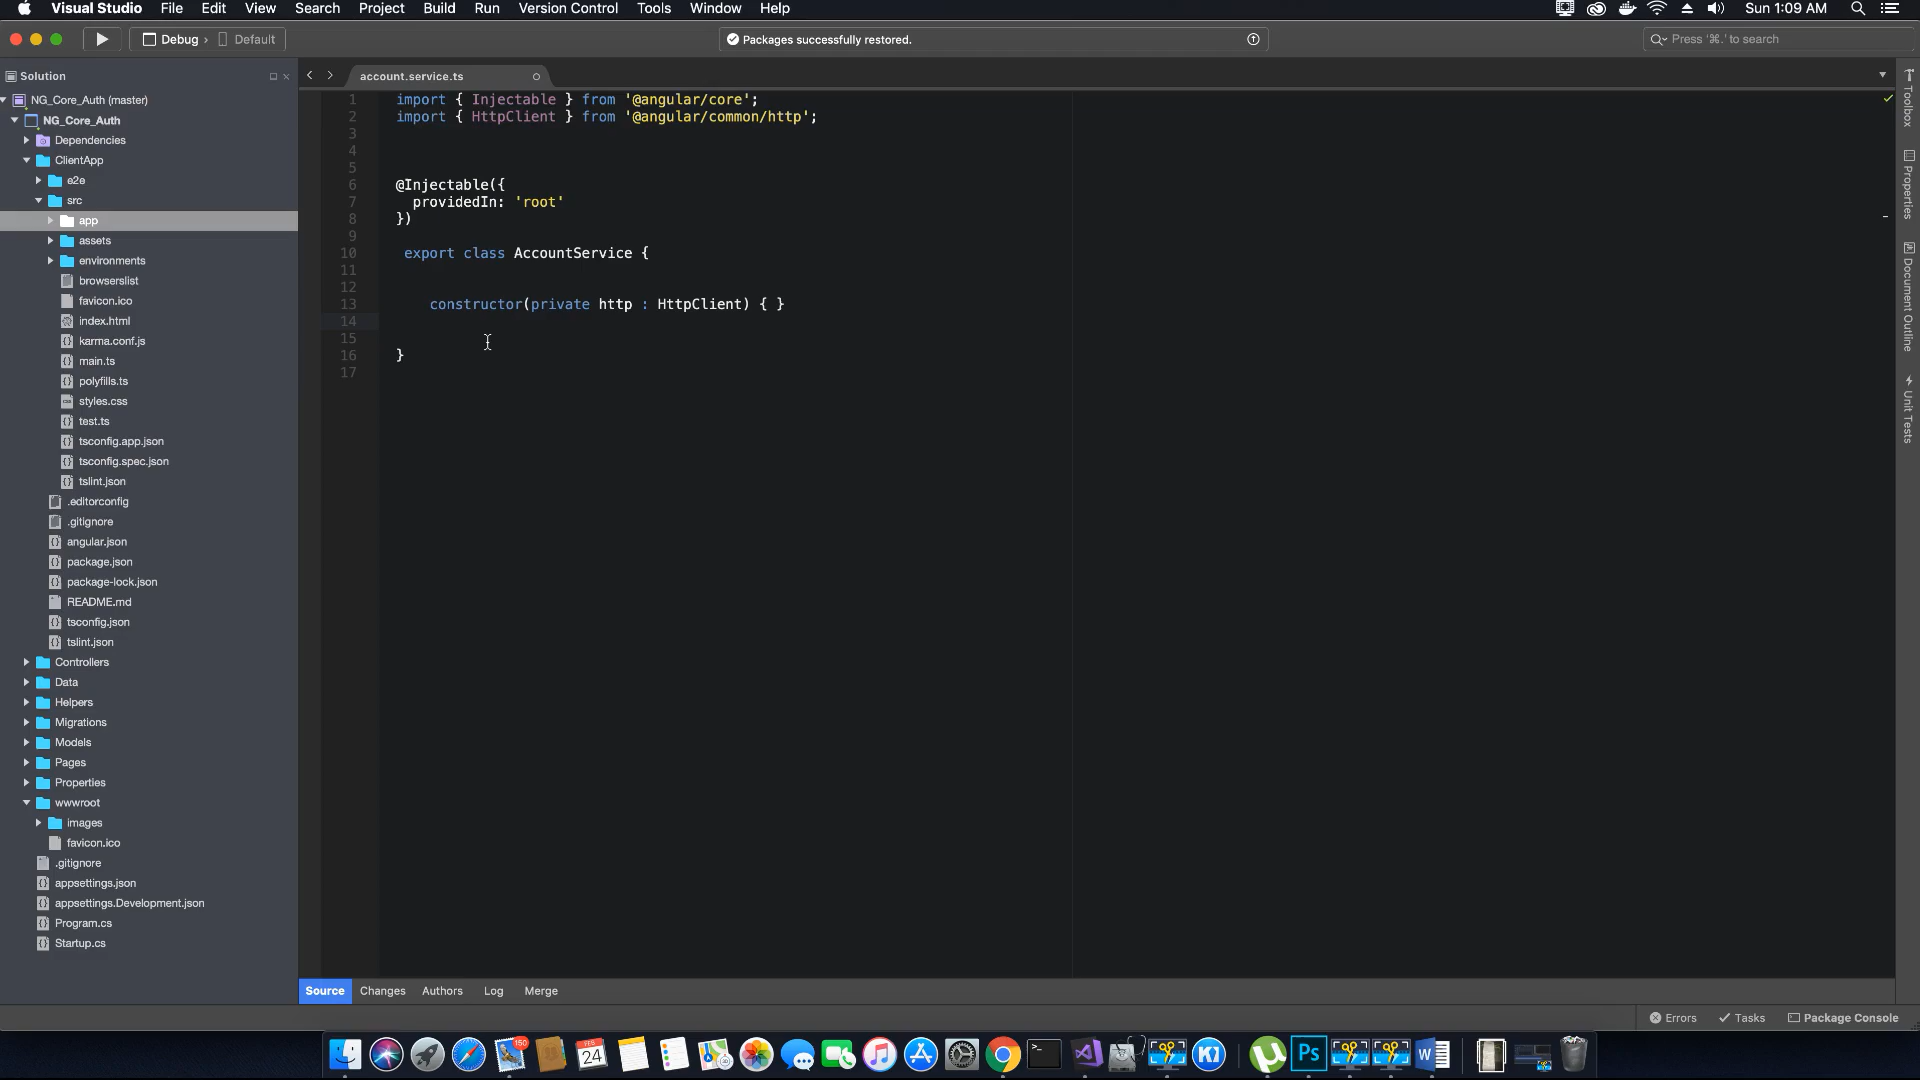 Visual Studio File Edit View Search Project Build Run Version Control Tools Window Help Sun 1:09 AM
Debug › Default
Packages successfully restored.
Press '⌘.' to search
Solution
account.service.ts
NG_Core_Auth (master)
NG_Core_Auth
Dependencies
ClientApp
e2e
src
app
assets
environments
browserslist
favicon.ico
index.html
karma.conf.js
main.ts
polyfills.ts
styles.css
test.ts
tsconfig.app.json
tsconfig.spec.json
tslint.json
.editorconfig
.gitignore
angular.json
package.json
package-lock.json
README.md
tsconfig.json
tslint.json
Controllers
Data
Helpers
Migrations
Models
Pages
Properties
wwwroot
images
favicon.ico
.gitignore
appsettings.json
appsettings.Development.json
Program.cs
Startup.cs
1 import { Injectable } from '@angular/core';
2 import { HttpClient } from '@angular/common/http';
3
4
5
6 @Injectable({
7 providedIn: 'root'
8 })
9
10 export class AccountService {
11
12
13 constructor(private http : HttpClient) { }
14
15
16 }
17
Toolbox
Properties
Document Outline
Unit Tests
Source Changes Authors Log Merge
Errors Tasks Package Console
150
FEB
24